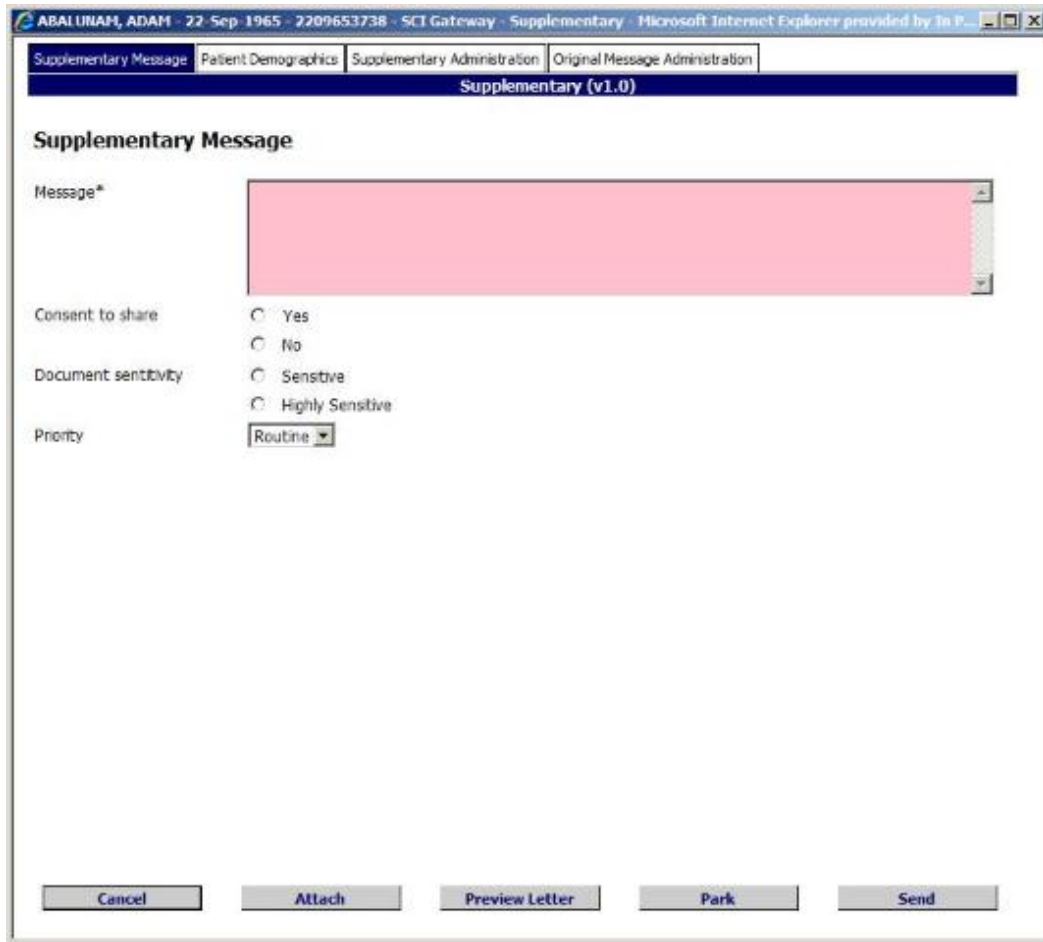 ABALUNAM, ADAM - 22-Sep-1965 - 2209653738 - SCI Gateway - Supplementary - Microsoft Internet Explorer provided by In P...
Supplementary Message Patient Demographics Supplementary Administration Original Message Administration
Supplementary (v1.0)
Supplementary Message
Message*
Consent to share Yes
No
Document sentitivity Sensitive
Highly Sensitive
Priority Routine
Cancel Attach Preview Letter Park Send